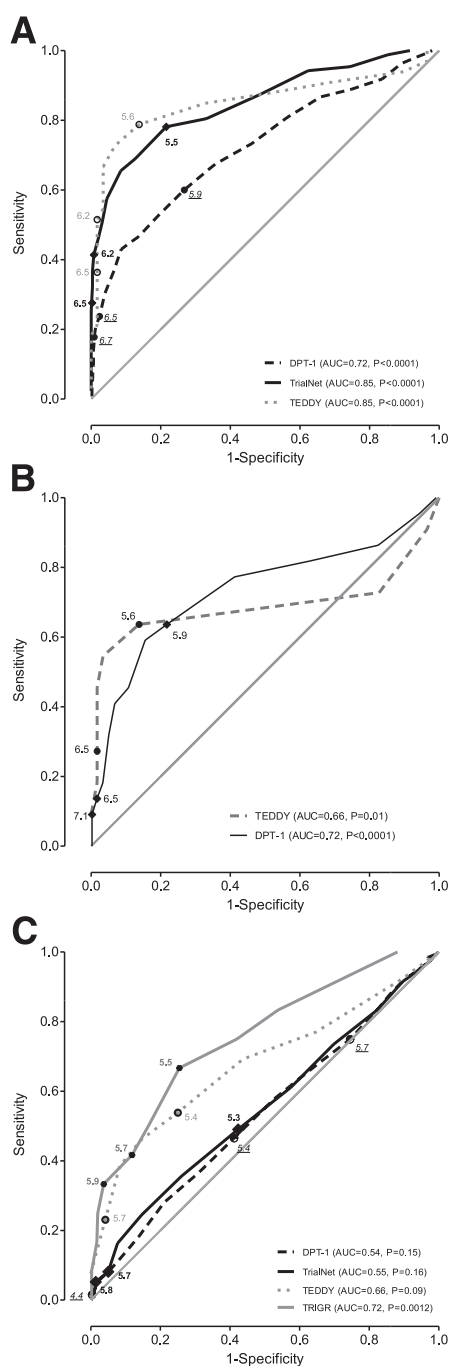 A
1.0
0.8
0.6
0.4
0.2
0.0
Sensitivity
5.6
5.5
5.9
6.2
6.5
6.2
6.5
6.5
6.7
DPT-1 (AUC=0.72, P<0.0001)
TrialNet (AUC=0.85, P<0.0001)
TEDDY (AUC=0.85, P<0.0001)
0.0 0.2 0.4 0.6 0.8 1.0
1-Specificity
B
1.0
0.8
0.6
0.4
0.2
0.0
Sensitivity
5.6
5.9
6.5
6.5
7.1
TEDDY (AUC=0.66, P=0.01)
DPT-1 (AUC=0.72, P<0.0001)
0.0 0.2 0.4 0.6 0.8 1.0
1-Specificity
C
1.0
0.8
0.6
0.4
0.2
0.0
Sensitivity
5.7
5.5
5.4
5.3
5.7
5.4
5.9
5.7
5.7
5.8
4.4
DPT-1 (AUC=0.54, P=0.15)
TrialNet (AUC=0.55, P=0.16)
TEDDY (AUC=0.66, P=0.09)
TRIGR (AUC=0.72, P=0.0012)
0.0 0.2 0.4 0.6 0.8 1.0
1-Specificity